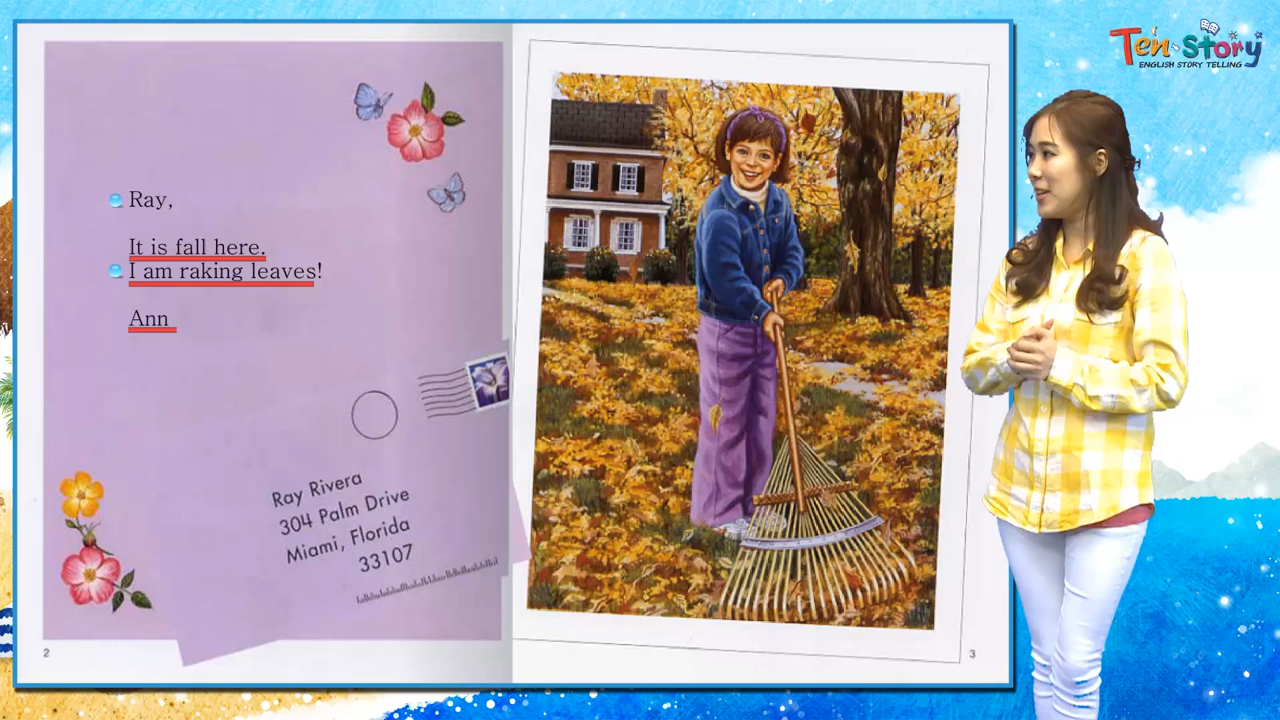 Ray,
It is fall here.
I am raking leaves!
Ann
Ray Rivera
304 Palm Drive
Miami, Florida
33107
2
3
Ten Story
ENGLISH STORY TELLING